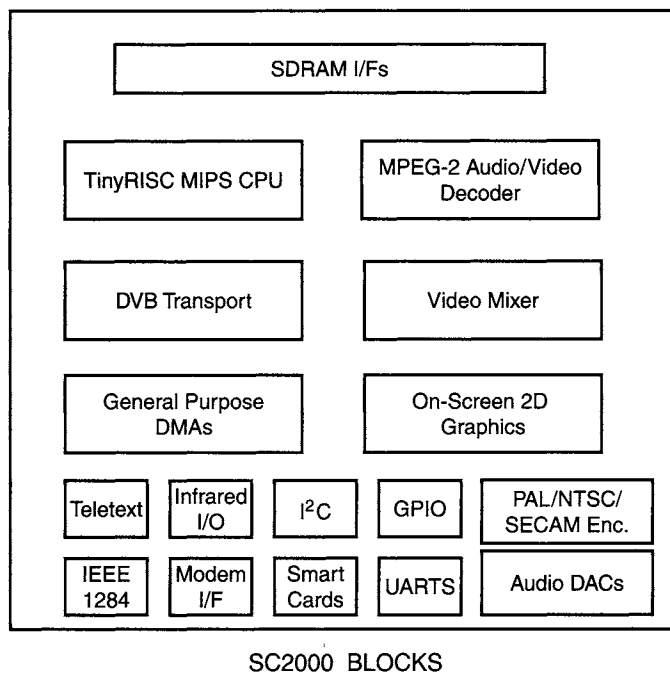 SDRAM I/Fs
TinyRISC MIPS CPU
MPEG-2 Audio/Video
Decoder
DVB Transport
Video Mixer
General Purpose
DMAs
On-Screen 2D
Graphics
Teletext
Infrared
I/O
I²C
GPIO
PAL/NTSC/
SECAM Enc.
IEEE
1284
Modem
I/F
Smart
Cards
UARTS
Audio DACs
SC2000 BLOCKS